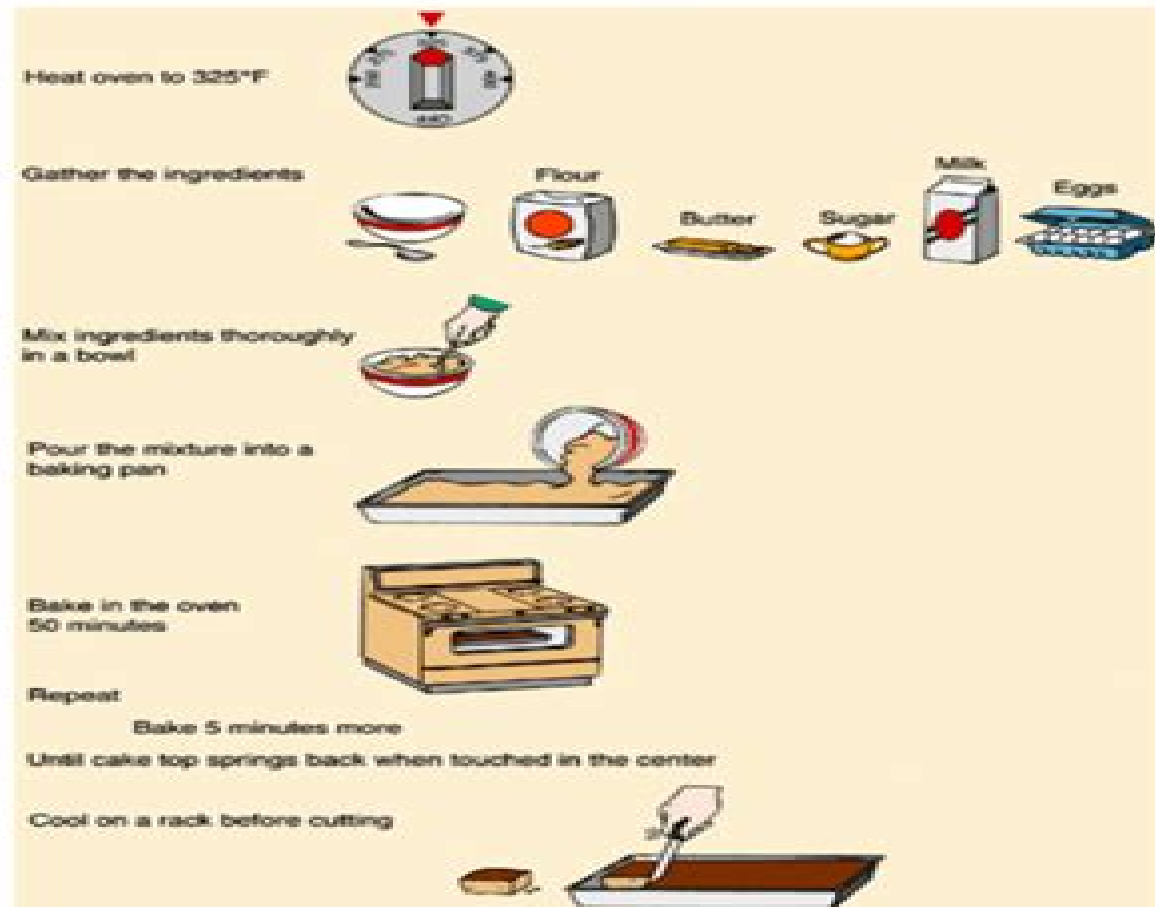 Heat oven to 325°F
Gather the ingredients
Flour
Butter
Sugar
Milk
Eggs
Mix ingredients thoroughly
in a bowl
Pour the mixture into a
baking pan
Bake in the oven
50 minutes
Repeat
Bake 5 minutes more
Until cake top springs back when touched in the center
Cool on a rack before cutting